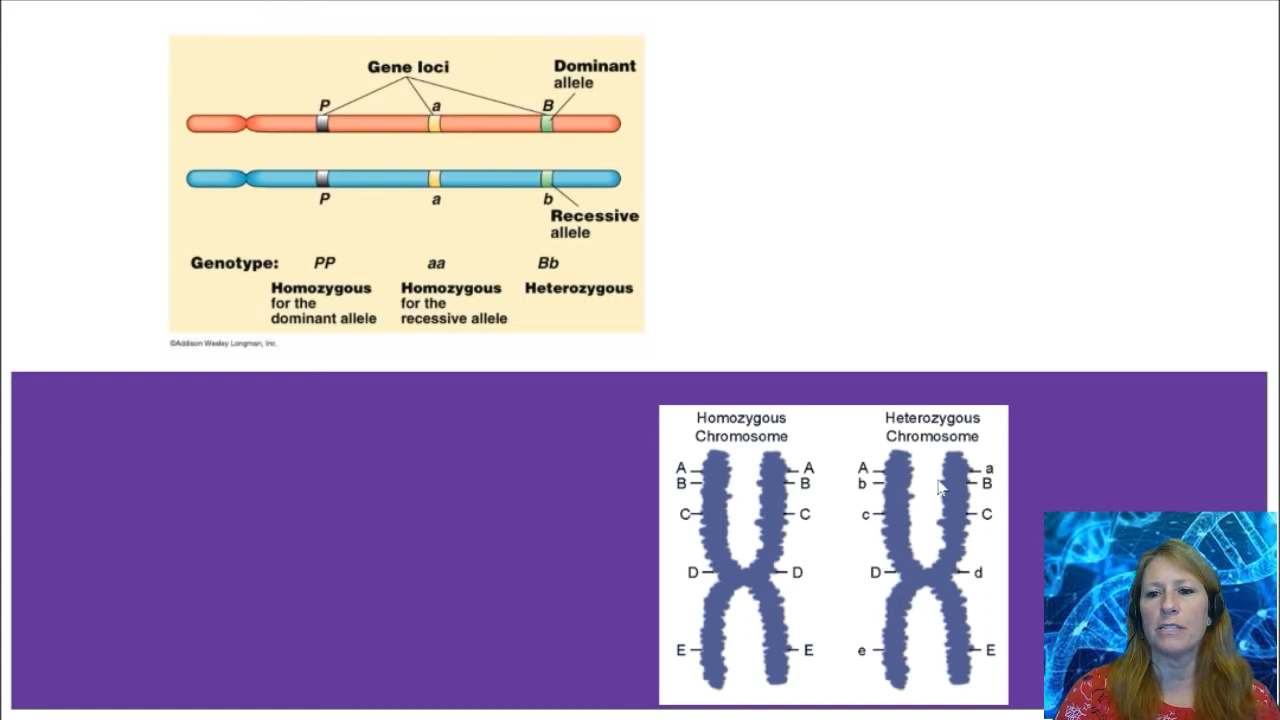 Gene loci
Dominant
allele
P a B
P a b
Recessive
allele
Genotype: PP aa Bb
Homozygous Homozygous Heterozygous
for the for the
dominant allele recessive allele
©Addison Wesley Longman, Inc.
Homozygous Heterozygous
Chromosome Chromosome
A A A a
B B b B
C C c C
D D D d
E E e E